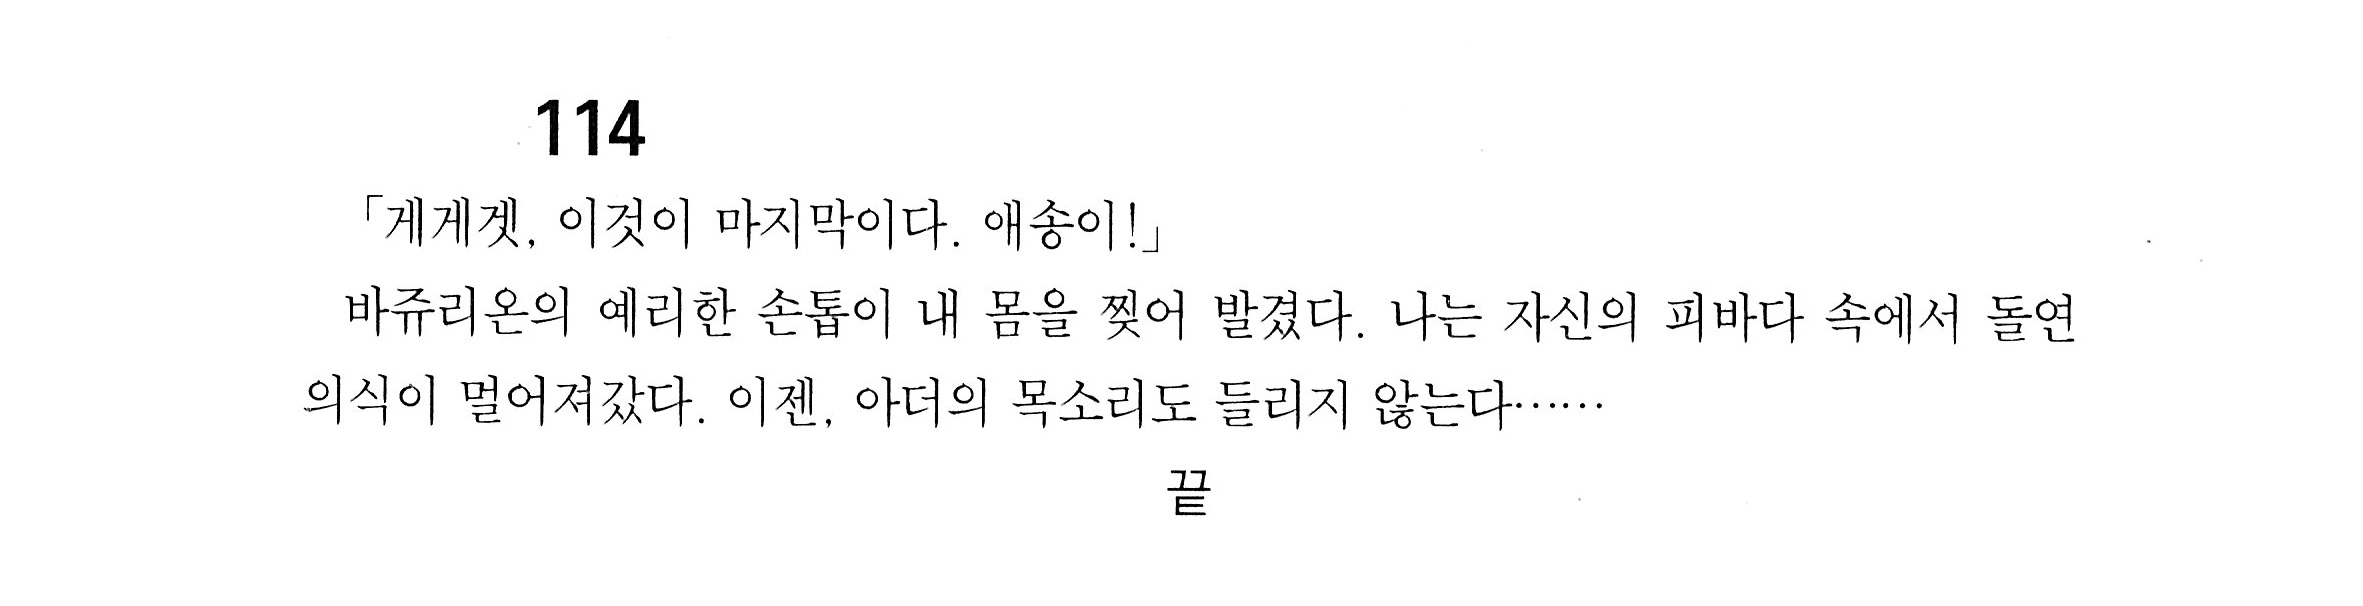 114
「게게겟, 이것이 마지막이다. 애송이!」
바쥬리온의 예리한 손톱이 내 몸을 찢어 발겼다. 나는 자신의 피바다 속에서 돌연
의식이 멀어져갔다. 이젠, 아더의 목소리도 들리지 않는다……
끝